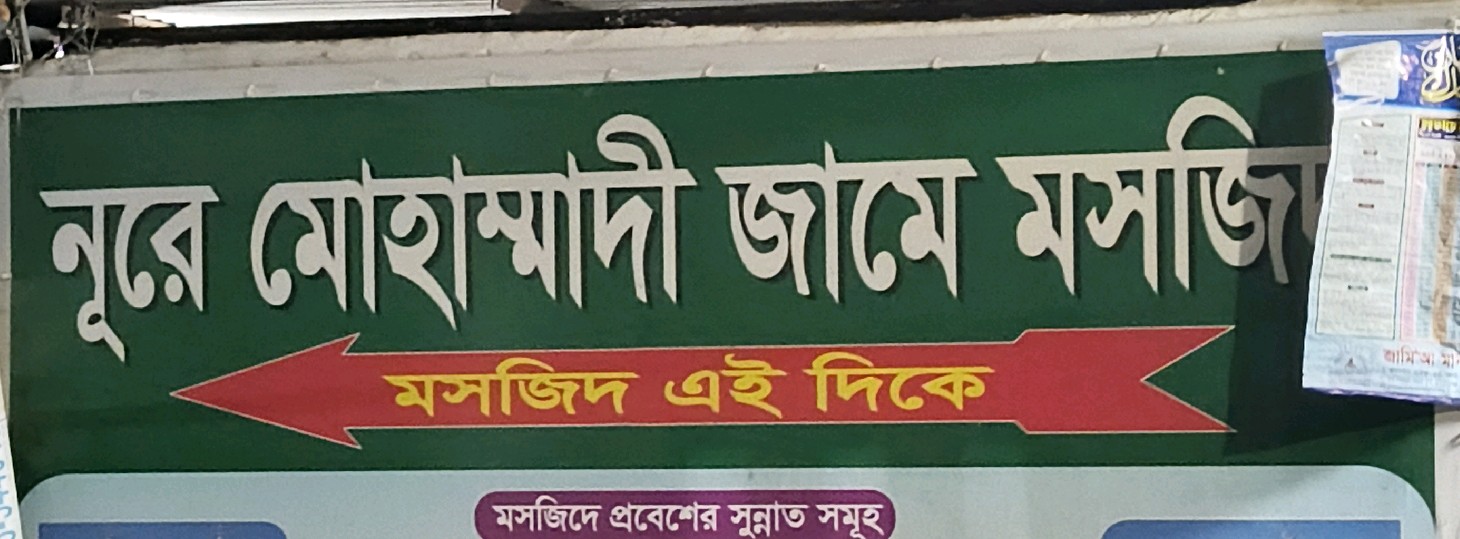 নূরে মোহাম্মাদী জামে মসজিদ
মসজিদ এই দিকে
মসজিদে প্রবেশের সুন্নাত সমূহ